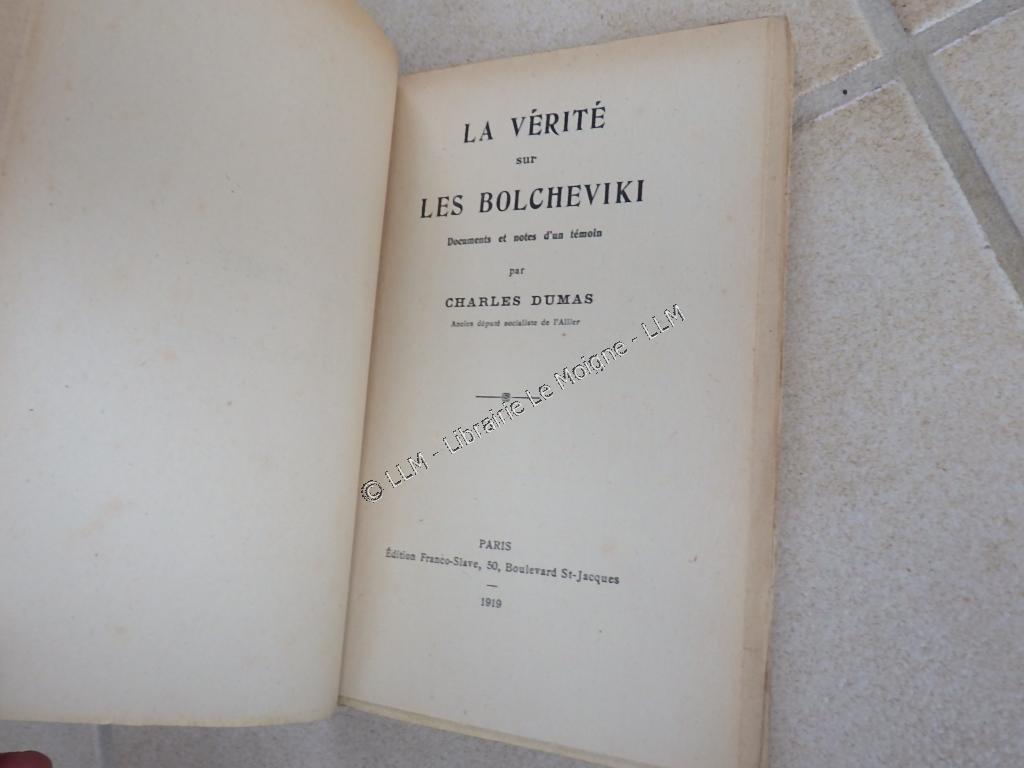 LA VÉRITÉ
sur
LES BOLCHEVIKI
Documents et notes d'un témoin
par
CHARLES DUMAS
Ancien député socialiste de l'Allier
© LLM - Librairie Le Moigne - LLM
PARIS
Édition Franco-Slave, 50, Boulevard St-Jacques
1919